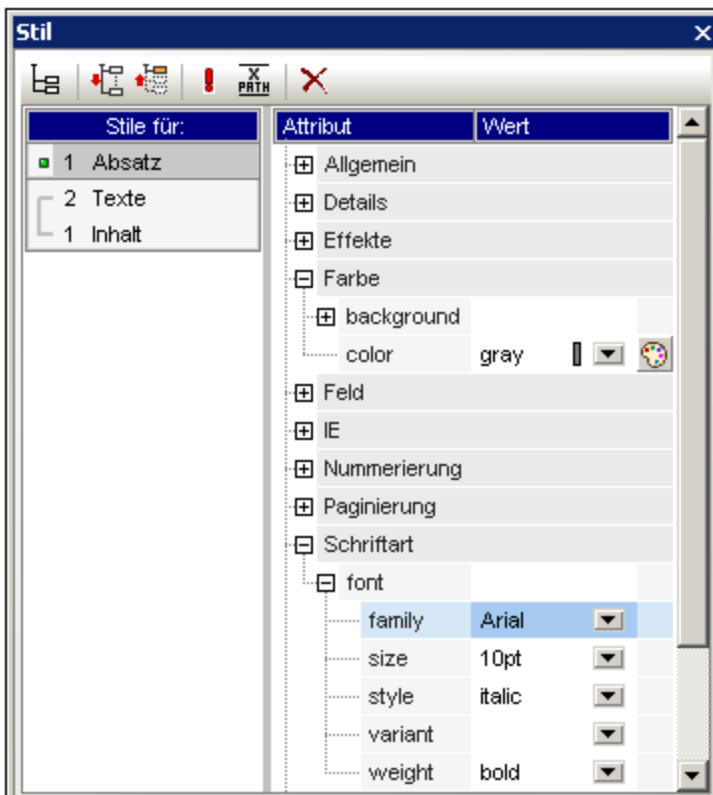 Stil
X
PATH
Stile für:
1 Absatz
2 Texte
1 Inhalt
Attribut Wert
Allgemein
Details
Effekte
Farbe
background
color gray
Feld
IE
Nummerierung
Paginierung
Schriftart
font
family Arial
size 10pt
style italic
variant
weight bold